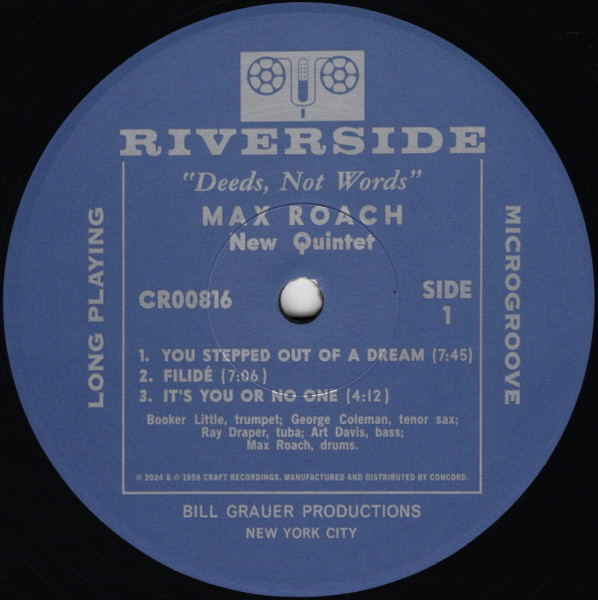 RIVERSIDE
"Deeds, Not Words"
MAX ROACH
New Quintet
LONG PLAYING
MICROGROOVE
CR00816
SIDE
1
1. YOU STEPPED OUT OF A DREAM (7:45)
2. FILIDÉ (7:06)
3. IT'S YOU OR NO ONE (4:12)
Booker Little, trumpet; George Coleman, tenor sax;
Ray Draper, tuba; Art Davis, bass;
Max Roach, drums.
℗ 2024 & © 1958 CRAFT RECORDINGS. MANUFACTURED AND DISTRIBUTED BY CONCORD.
BILL GRAUER PRODUCTIONS
NEW YORK CITY